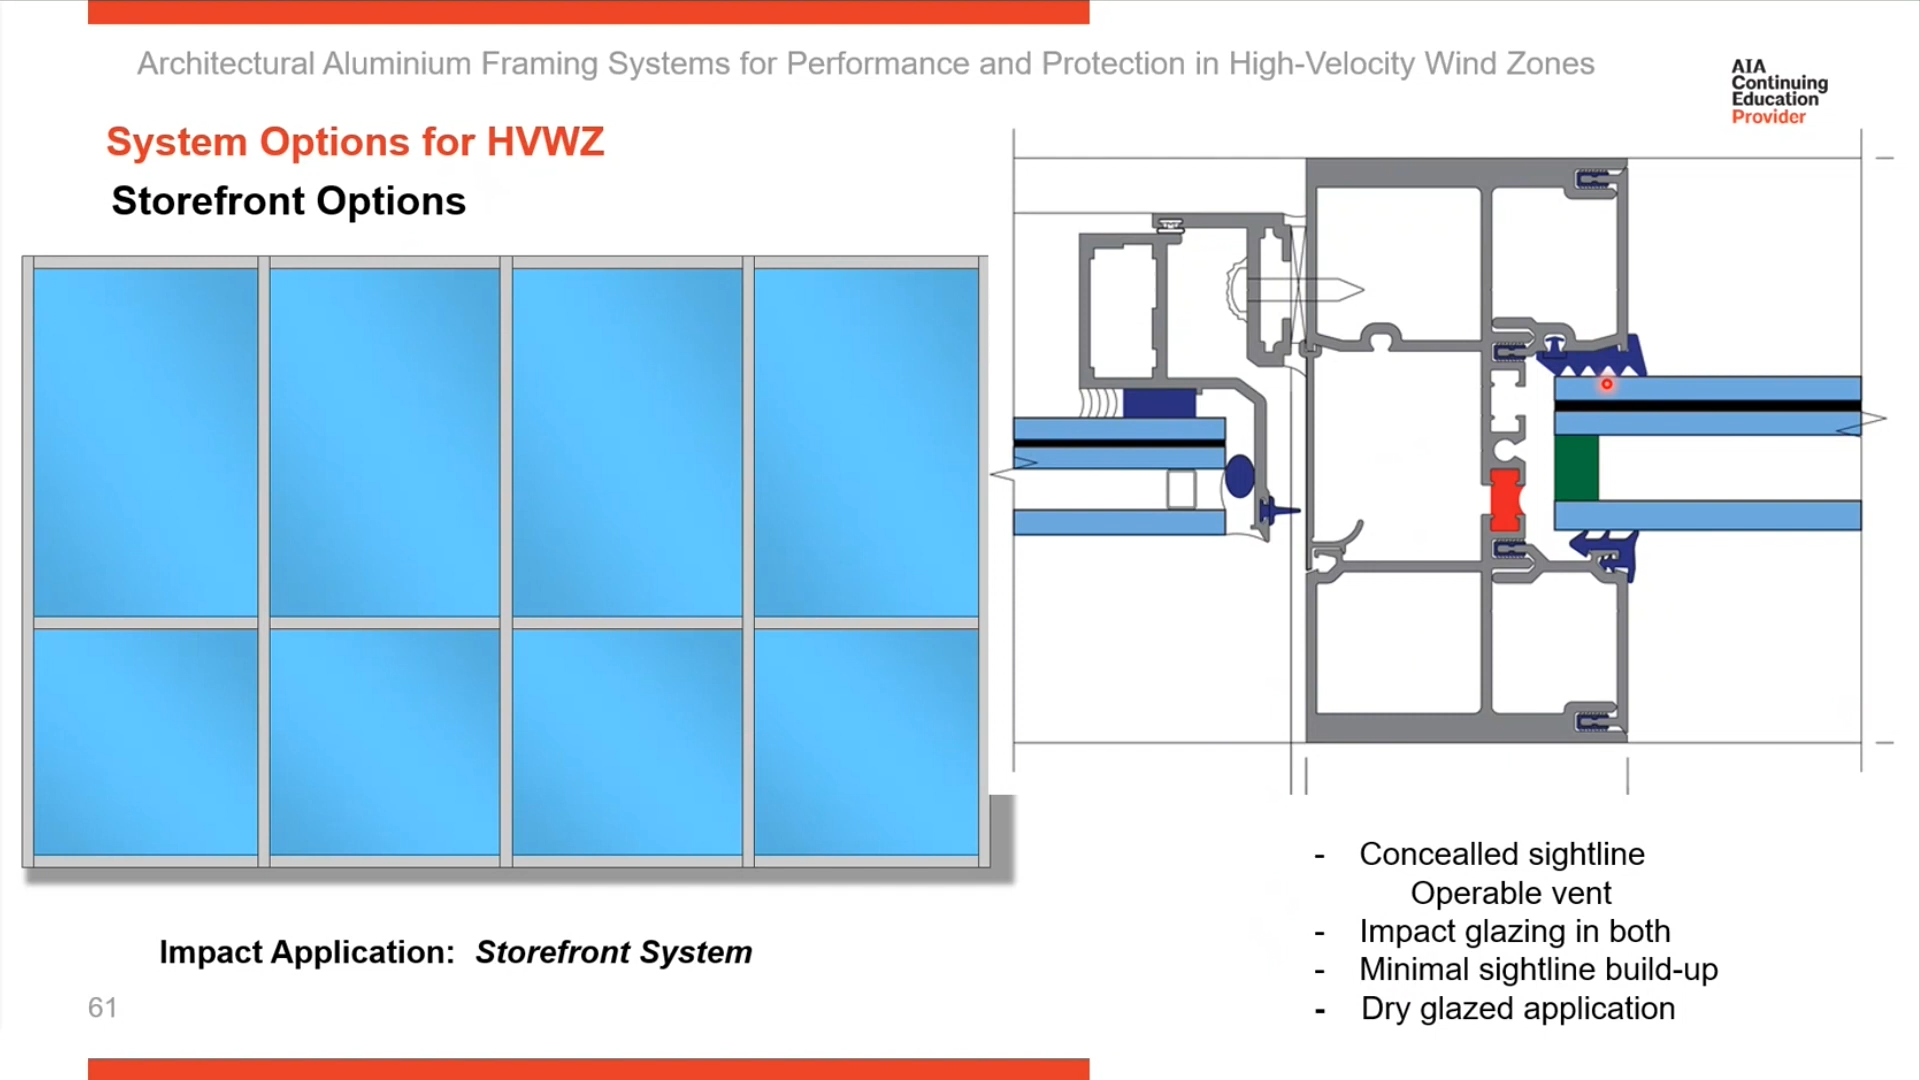 Architectural Aluminium Framing Systems for Performance and Protection in High-Velocity Wind Zones
AIA
Continuing
Education
Provider
System Options for HVWZ
Storefront Options
- Concealled sightline
Operable vent
- Impact glazing in both
- Minimal sightline build-up
- Dry glazed application
Impact Application: Storefront System
61